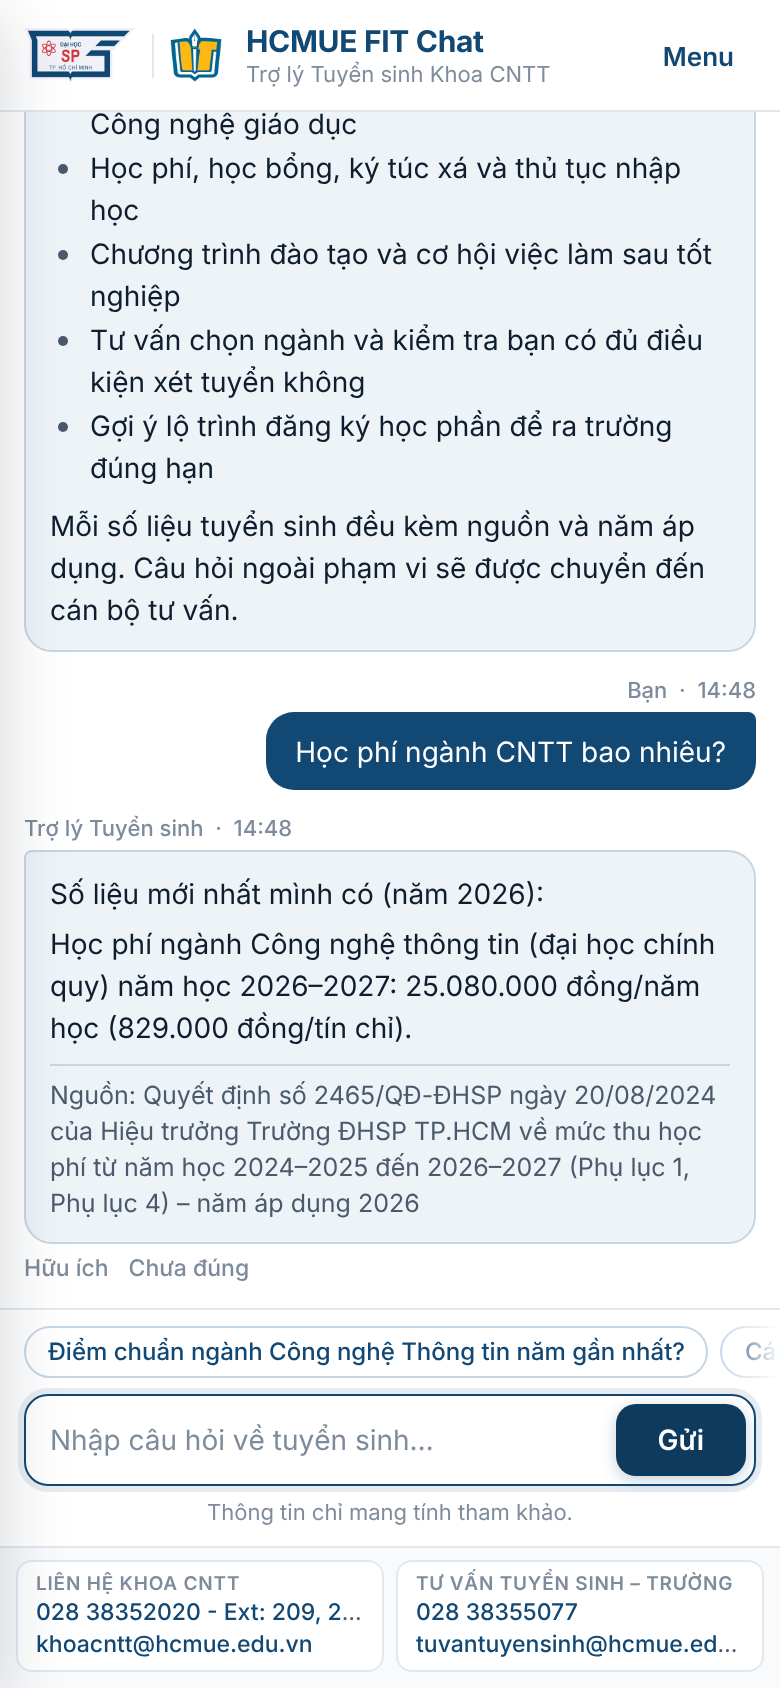 ĐẠI HỌC
SP
TP. HỒ CHÍ MINH
HCMUE FIT Chat
Trợ lý Tuyển sinh Khoa CNTT
Menu
Công nghệ giáo dục
• Học phí, học bổng, ký túc xá và thủ tục nhập
học
• Chương trình đào tạo và cơ hội việc làm sau tốt
nghiệp
• Tư vấn chọn ngành và kiểm tra bạn có đủ điều
kiện xét tuyển không
• Gợi ý lộ trình đăng ký học phần để ra trường
đúng hạn
Mỗi số liệu tuyển sinh đều kèm nguồn và năm áp
dụng. Câu hỏi ngoài phạm vi sẽ được chuyển đến
cán bộ tư vấn.
Bạn · 14:48
Học phí ngành CNTT bao nhiêu?
Trợ lý Tuyển sinh · 14:48
Số liệu mới nhất mình có (năm 2026):
Học phí ngành Công nghệ thông tin (đại học chính
quy) năm học 2026–2027: 25.080.000 đồng/năm
học (829.000 đồng/tín chỉ).
Nguồn: Quyết định số 2465/QĐ-ĐHSP ngày 20/08/2024
của Hiệu trưởng Trường ĐHSP TP.HCM về mức thu học
phí từ năm học 2024–2025 đến 2026–2027 (Phụ lục 1,
Phụ lục 4) – năm áp dụng 2026
Hữu ích Chưa đúng
Điểm chuẩn ngành Công nghệ Thông tin năm gần nhất?
Cá
Nhập câu hỏi về tuyển sinh...
Gửi
Thông tin chỉ mang tính tham khảo.
LIÊN HỆ KHOA CNTT
028 38352020 - Ext: 209, 2...
khoacntt@hcmue.edu.vn
TƯ VẤN TUYỂN SINH – TRƯỜNG
028 38355077
tuvantuyensinh@hcmue.ed...